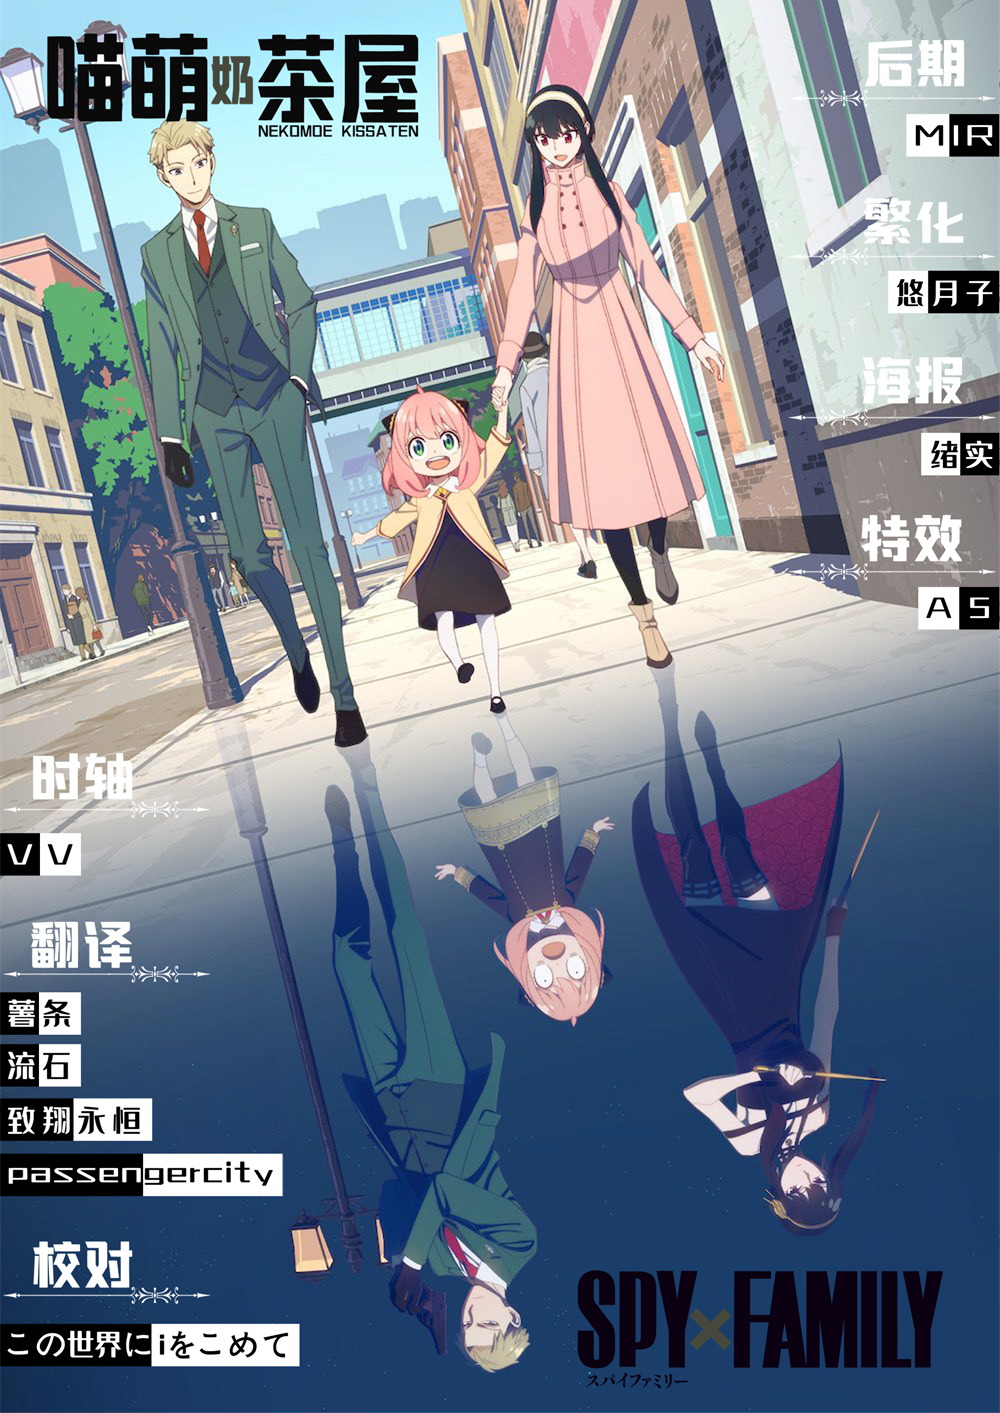 喵萌奶茶屋
NEKOMOE KISSATEN
后期
MIR
繁化
悠月子
海报
绪实
特效
AS
时轴
VV
翻译
薯条
流石
致翔永恒
passengercity
校对
この世界にiをこめて
SPY×FAMILY
スパイファミリー